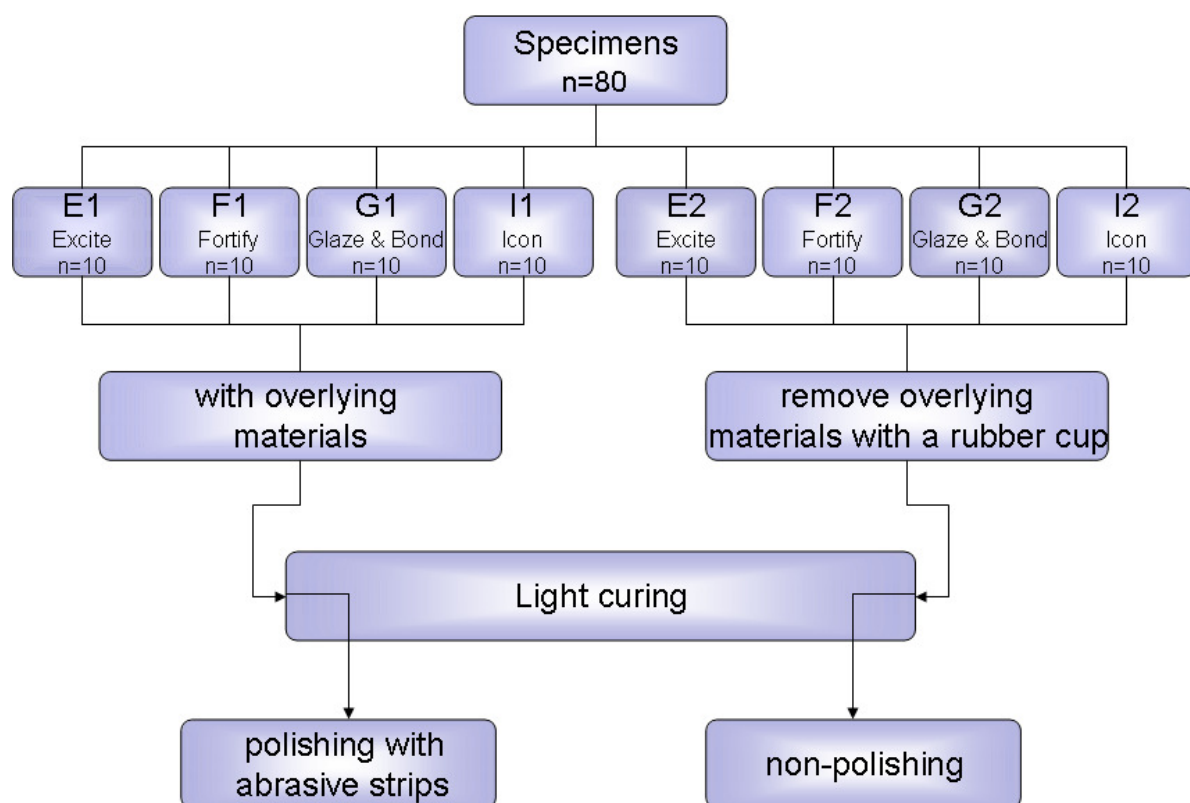 Specimens
n=80
E1
Excite
n=10
F1
Fortify
n=10
G1
Glaze & Bond
n=10
I1
Icon
n=10
E2
Excite
n=10
F2
Fortify
n=10
G2
Glaze & Bond
n=10
I2
Icon
n=10
with overlying
materials
remove overlying
materials with a rubber cup
Light curing
polishing with
abrasive strips
non-polishing